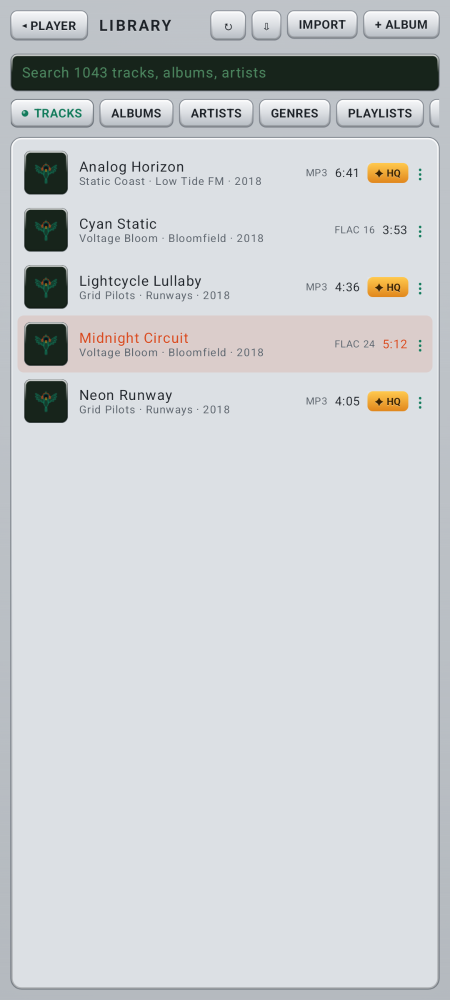 ◂ PLAYER LIBRARY ↻ ⇩ IMPORT + ALBUM
Search 1043 tracks, albums, artists
TRACKS ALBUMS ARTISTS GENRES PLAYLISTS
Analog Horizon MP3 6:41 ✦ HQ
Static Coast · Low Tide FM · 2018
Cyan Static FLAC 16 3:53
Voltage Bloom · Bloomfield · 2018
Lightcycle Lullaby MP3 4:36 ✦ HQ
Grid Pilots · Runways · 2018
Midnight Circuit FLAC 24 5:12
Voltage Bloom · Bloomfield · 2018
Neon Runway MP3 4:05 ✦ HQ
Grid Pilots · Runways · 2018